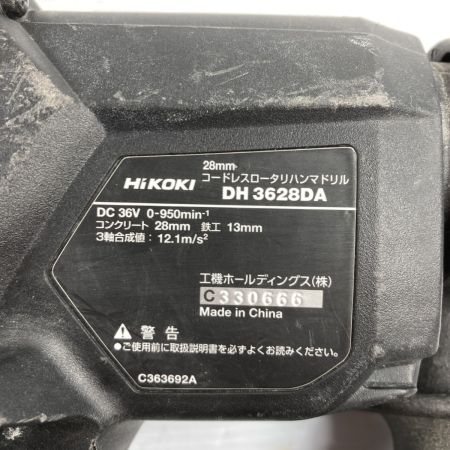 28mm
コードレスロータリハンマドリル
HiKOKI DH 3628DA
DC 36V 0-950min-1
コンクリート 28mm 鉄工 13mm
3軸合成値：12.1m/s2
工機ホールディングス(株)
C330666
Made in China
⚠ 警告
●ご使用前に取扱説明書を必ずよくお読みください。
C363692A